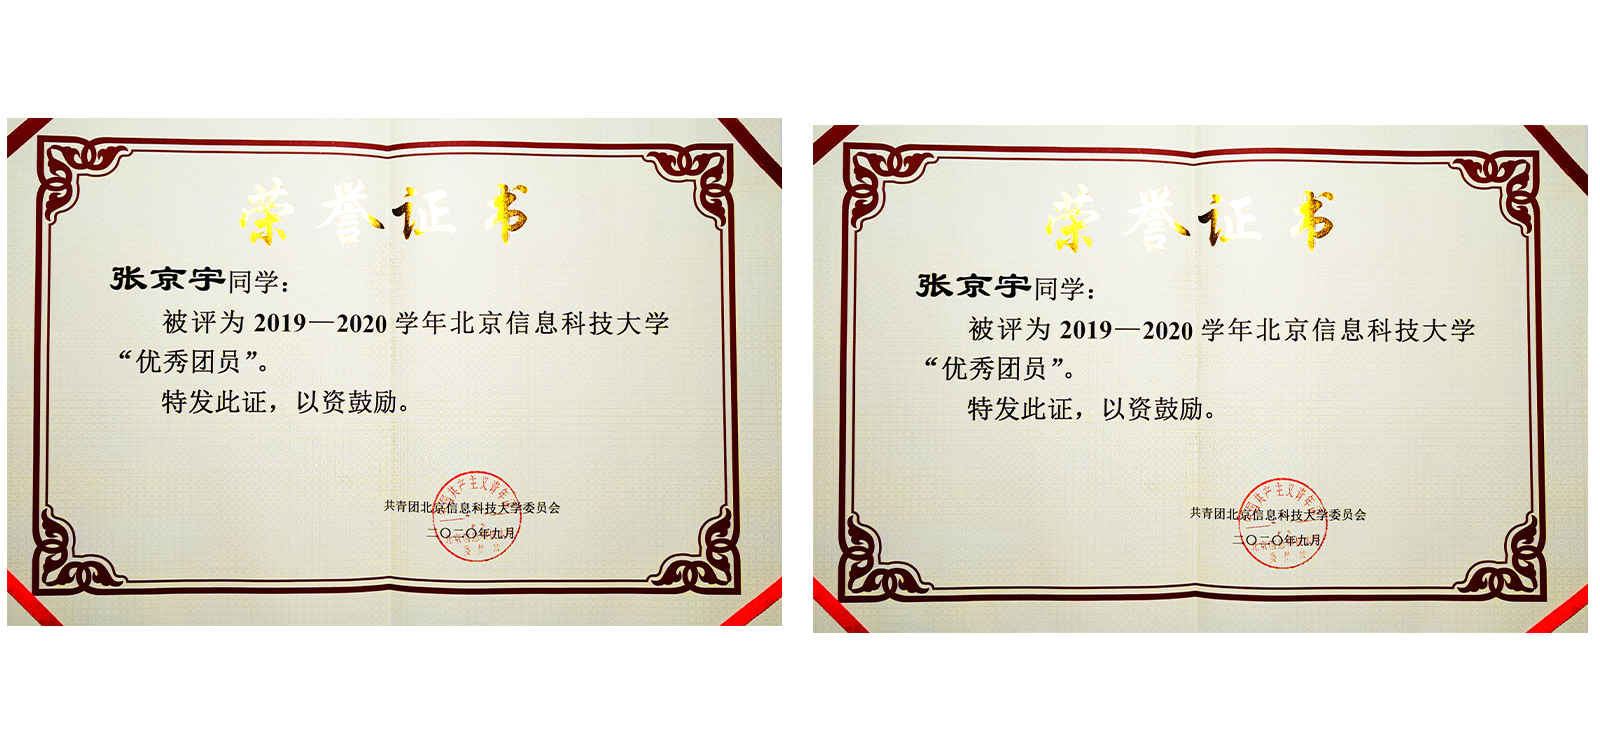 荣誉证书
张京宇同学：
被评为 2019—2020 学年北京信息科技大学
“优秀团员”。
特发此证，以资鼓励。
共青团北京信息科技大学委员会
二〇二〇年九月
荣誉证书
张京宇同学：
被评为 2019—2020 学年北京信息科技大学
“优秀团员”。
特发此证，以资鼓励。
共青团北京信息科技大学委员会
二〇二〇年九月